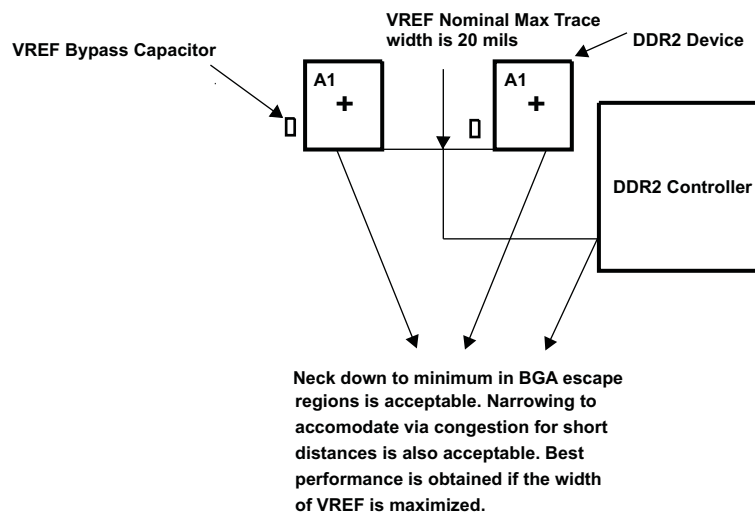 VREF Nominal Max Trace
width is 20 mils
DDR2 Device
VREF Bypass Capacitor
A1
A1
DDR2 Controller
Neck down to minimum in BGA escape
regions is acceptable. Narrowing to
accomodate via congestion for short
distances is also acceptable. Best
performance is obtained if the width
of VREF is maximized.